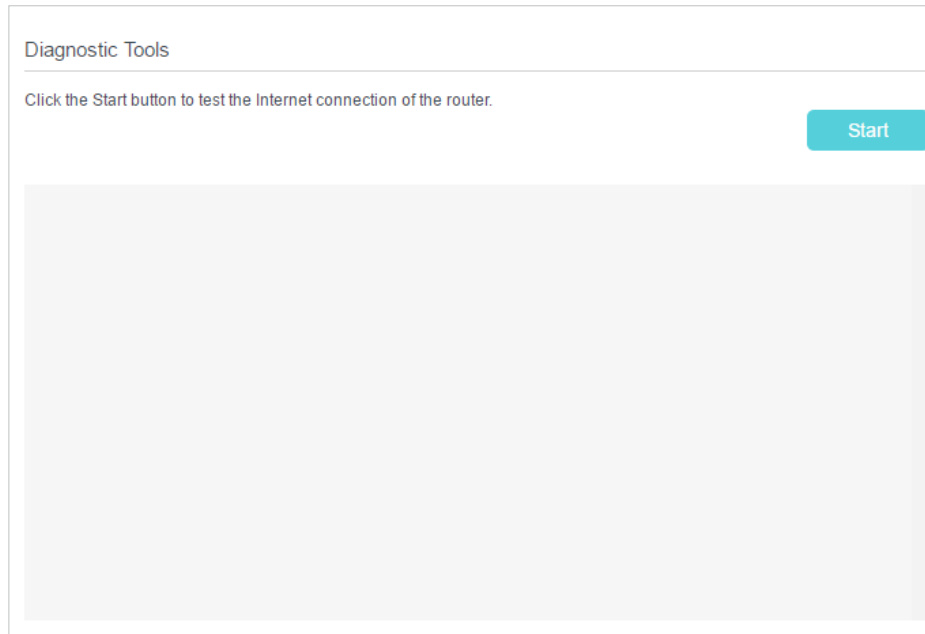 Diagnostic Tools
Click the Start button to test the Internet connection of the router.
Start